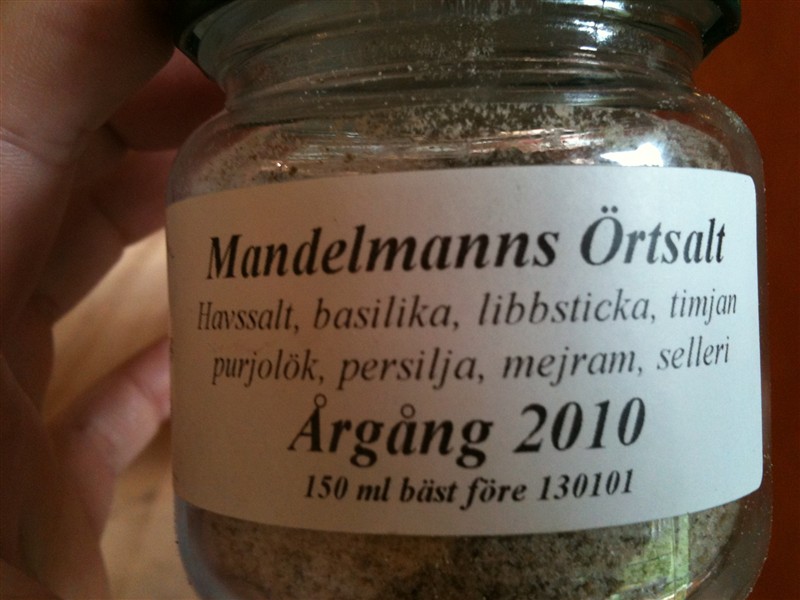 Mandelmanns Örtsalt
Havssalt, basilika, libbsticka, timjan
purjolök, persilja, mejram, selleri
Årgång 2010
150 ml bäst före 130101